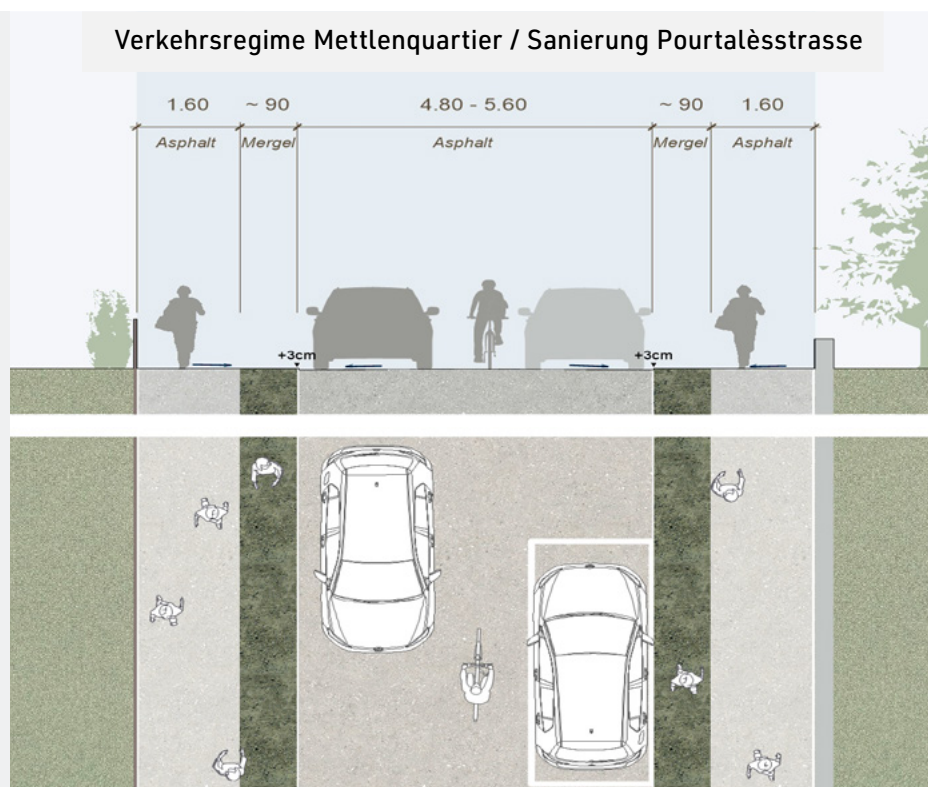 Verkehrsregime Mettlenquartier / Sanierung Pourtalèsstrasse
1.60 ~ 90 4.80 - 5.60 ~ 90 1.60
Asphalt Mergel Asphalt Mergel Asphalt
+3cm +3cm